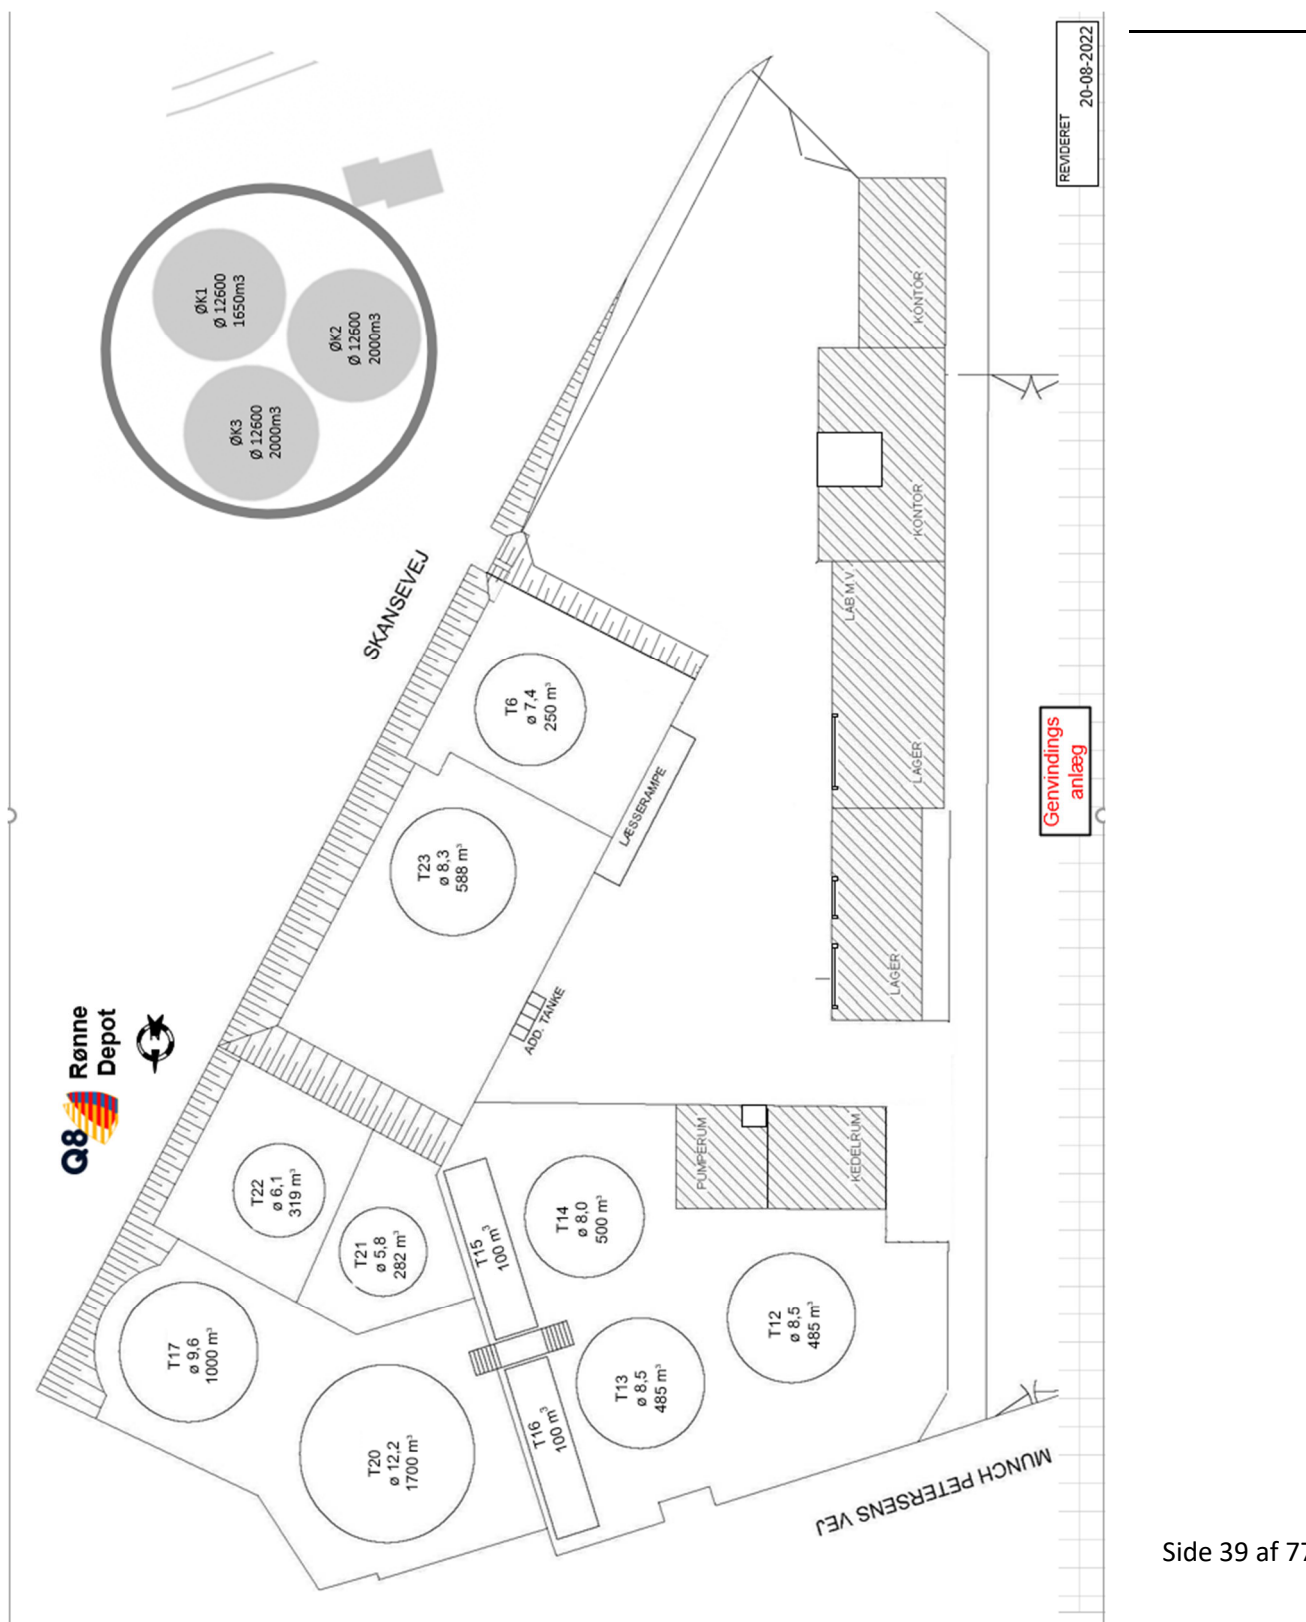 REVIDERET
20-08-2022
ØK1
Ø 12600
1650m3
ØK2
Ø 12600
2000m3
ØK3
Ø 12600
2000m3
KONTOR
KONTOR
SKANSEVEJ
LAB M.V.
T6
ø 7,4
250 m³
LÆSSERAMPE
LAGER
Genvindings
anlæg
T23
ø 8,3
588 m³
ADD. TANKE
LAGER
Q8 Rønne
Depot
PUMPERUM
KEDELRUM
T22
ø 6,1
319 m³
T21
ø 5,8
282 m³
T15
100 m³
T14
ø 8,0
500 m³
T17
ø 9,6
1000 m³
T20
ø 12,2
1700 m³
T16
100 m³
T13
ø 8,5
485 m³
T12
ø 8,5
485 m³
MUNCH PETERSENS VEJ
Side 39 af 77